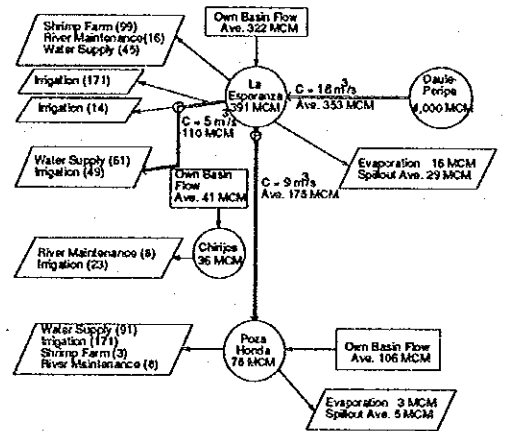 Shrimp Farm (99)
River Maintenance(16)
Water Supply (45)
Own Basin Flow
Ave. 322 MCM
Irrigation (171)
Irrigation (14)
La
Esperanza
391 MCM
C = 18 m³/s
Ave. 353 MCM
Daule-
Peripa
4,000 MCM
C = 5 m³/s
110 MCM
Water Supply (61)
Irrigation (49)
Own Basin
Flow
Ave. 41 MCM
C = 9 m³/s
Ave. 175 MCM
Evaporation 16 MCM
Spillout Ave. 29 MCM
River Maintenance (6)
Irrigation (23)
Chirijos
36 MCM
Water Supply (91)
Irrigation (171)
Shrimp Farm (3)
River Maintenance (6)
Poza
Honda
76 MCM
Own Basin Flow
Ave. 106 MCM
Evaporation 3 MCM
Spillout Ave. 5 MCM